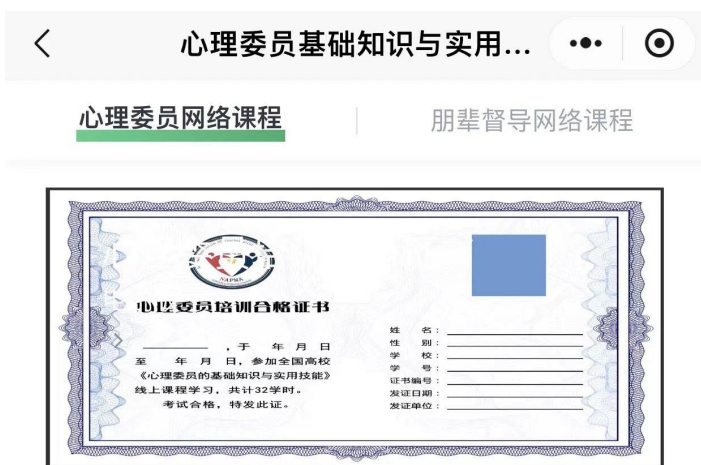 心理委员基础知识与实用...
心理委员网络课程
朋辈督导网络课程
NAPMA
心理委员培训合格证书
，于 年 月 日
至 年 月 日，参加全国高校
《心理委员的基础知识与实用技能》
线上课程学习，共计32学时。
考试合格，特发此证。
姓 名：
性 别：
学 校：
学 号：
证书编号：
发证日期：
发证单位：